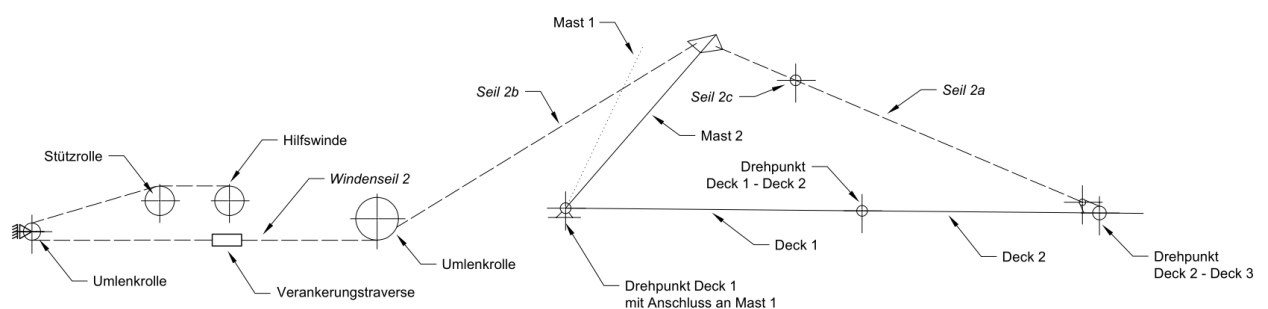 Mast 1
Seil 2b
Seil 2c
Seil 2a
Mast 2
Hilfswinde
Stützrolle
Windenseil 2
Drehpunkt
Deck 1 - Deck 2
Deck 1
Deck 2
Umlenkrolle
Umlenkrolle
Verankerungstraverse
Drehpunkt Deck 1
mit Anschluss an Mast 1
Drehpunkt
Deck 2 - Deck 3